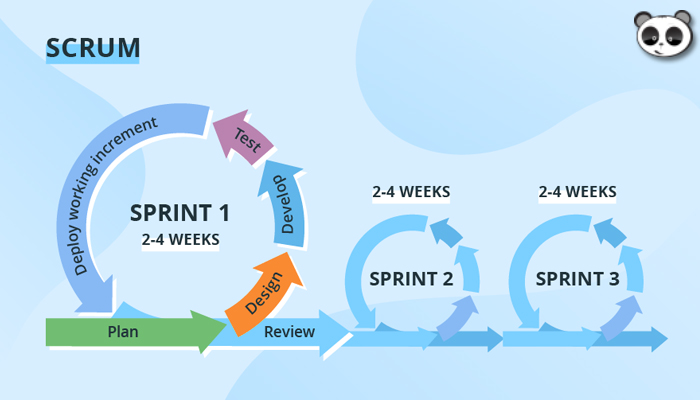 SCRUM
Deploy working increment
Test
Develop
Design
SPRINT 1
2-4 WEEKS
Plan
Review
2-4 WEEKS
SPRINT 2
2-4 WEEKS
SPRINT 3